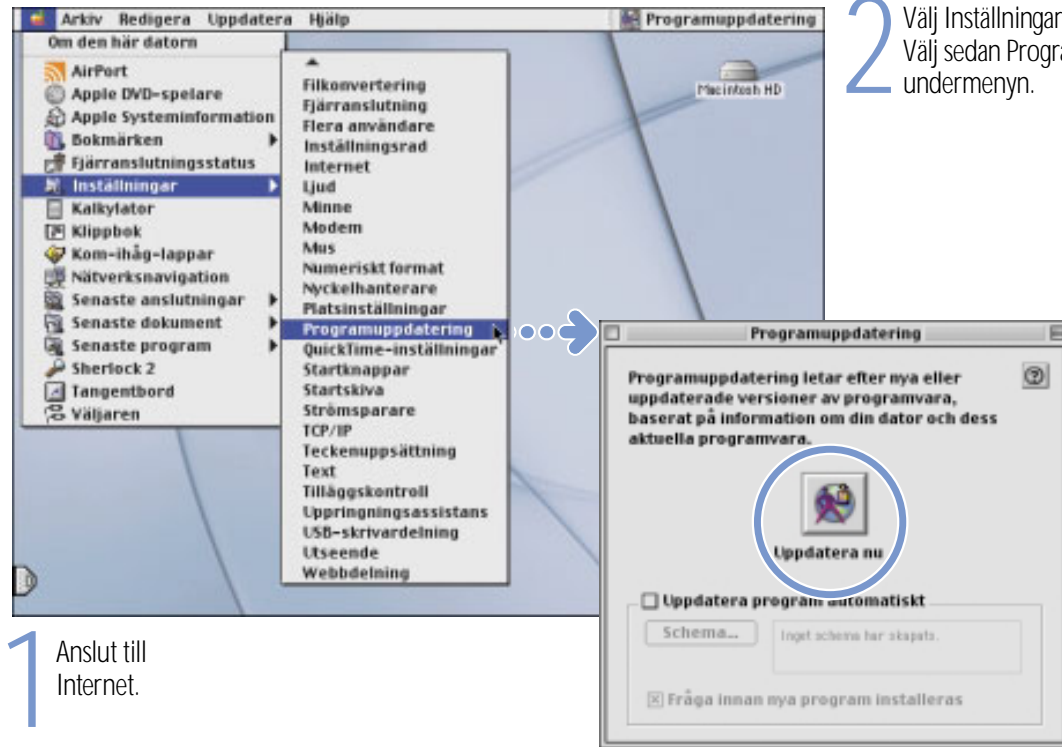 Arkiv Redigera Uppdatera Hjälp
Programuppdatering
Om den här datorn
AirPort
Apple DVD-spelare
Apple Systeminformation
Bokmärken
Fjärranslutningsstatus
Inställningar
Kalkylator
Klippbok
Kom-ihåg-lappar
Nätverksnavigation
Senaste anslutningar
Senaste dokument
Senaste program
Sherlock 2
Tangentbord
Väljaren
Filkonvertering
Fjärranslutning
Flera användare
Inställningsrad
Internet
Ljud
Minne
Modem
Mus
Numeriskt format
Nyckelhanterare
Platsinställningar
Programuppdatering
QuickTime-inställningar
Startknappar
Startskiva
Strömsparare
TCP/IP
Teckenuppsättning
Text
Tilläggskontroll
Uppringningsassistans
USB-skrivardelning
Utseende
Webbdelning
Macintosh HD
1
Anslut till
Internet.
2
Välj Inställningar
Välj sedan Progra
undermenyn.
Programuppdatering
Programuppdatering letar efter nya eller
uppdaterade versioner av programvara,
baserat på information om din dator och dess
aktuella programvara.
?
Uppdatera nu
Uppdatera program automatiskt
Schema...
Inget schema har skapats.
Fråga innan nya program installeras